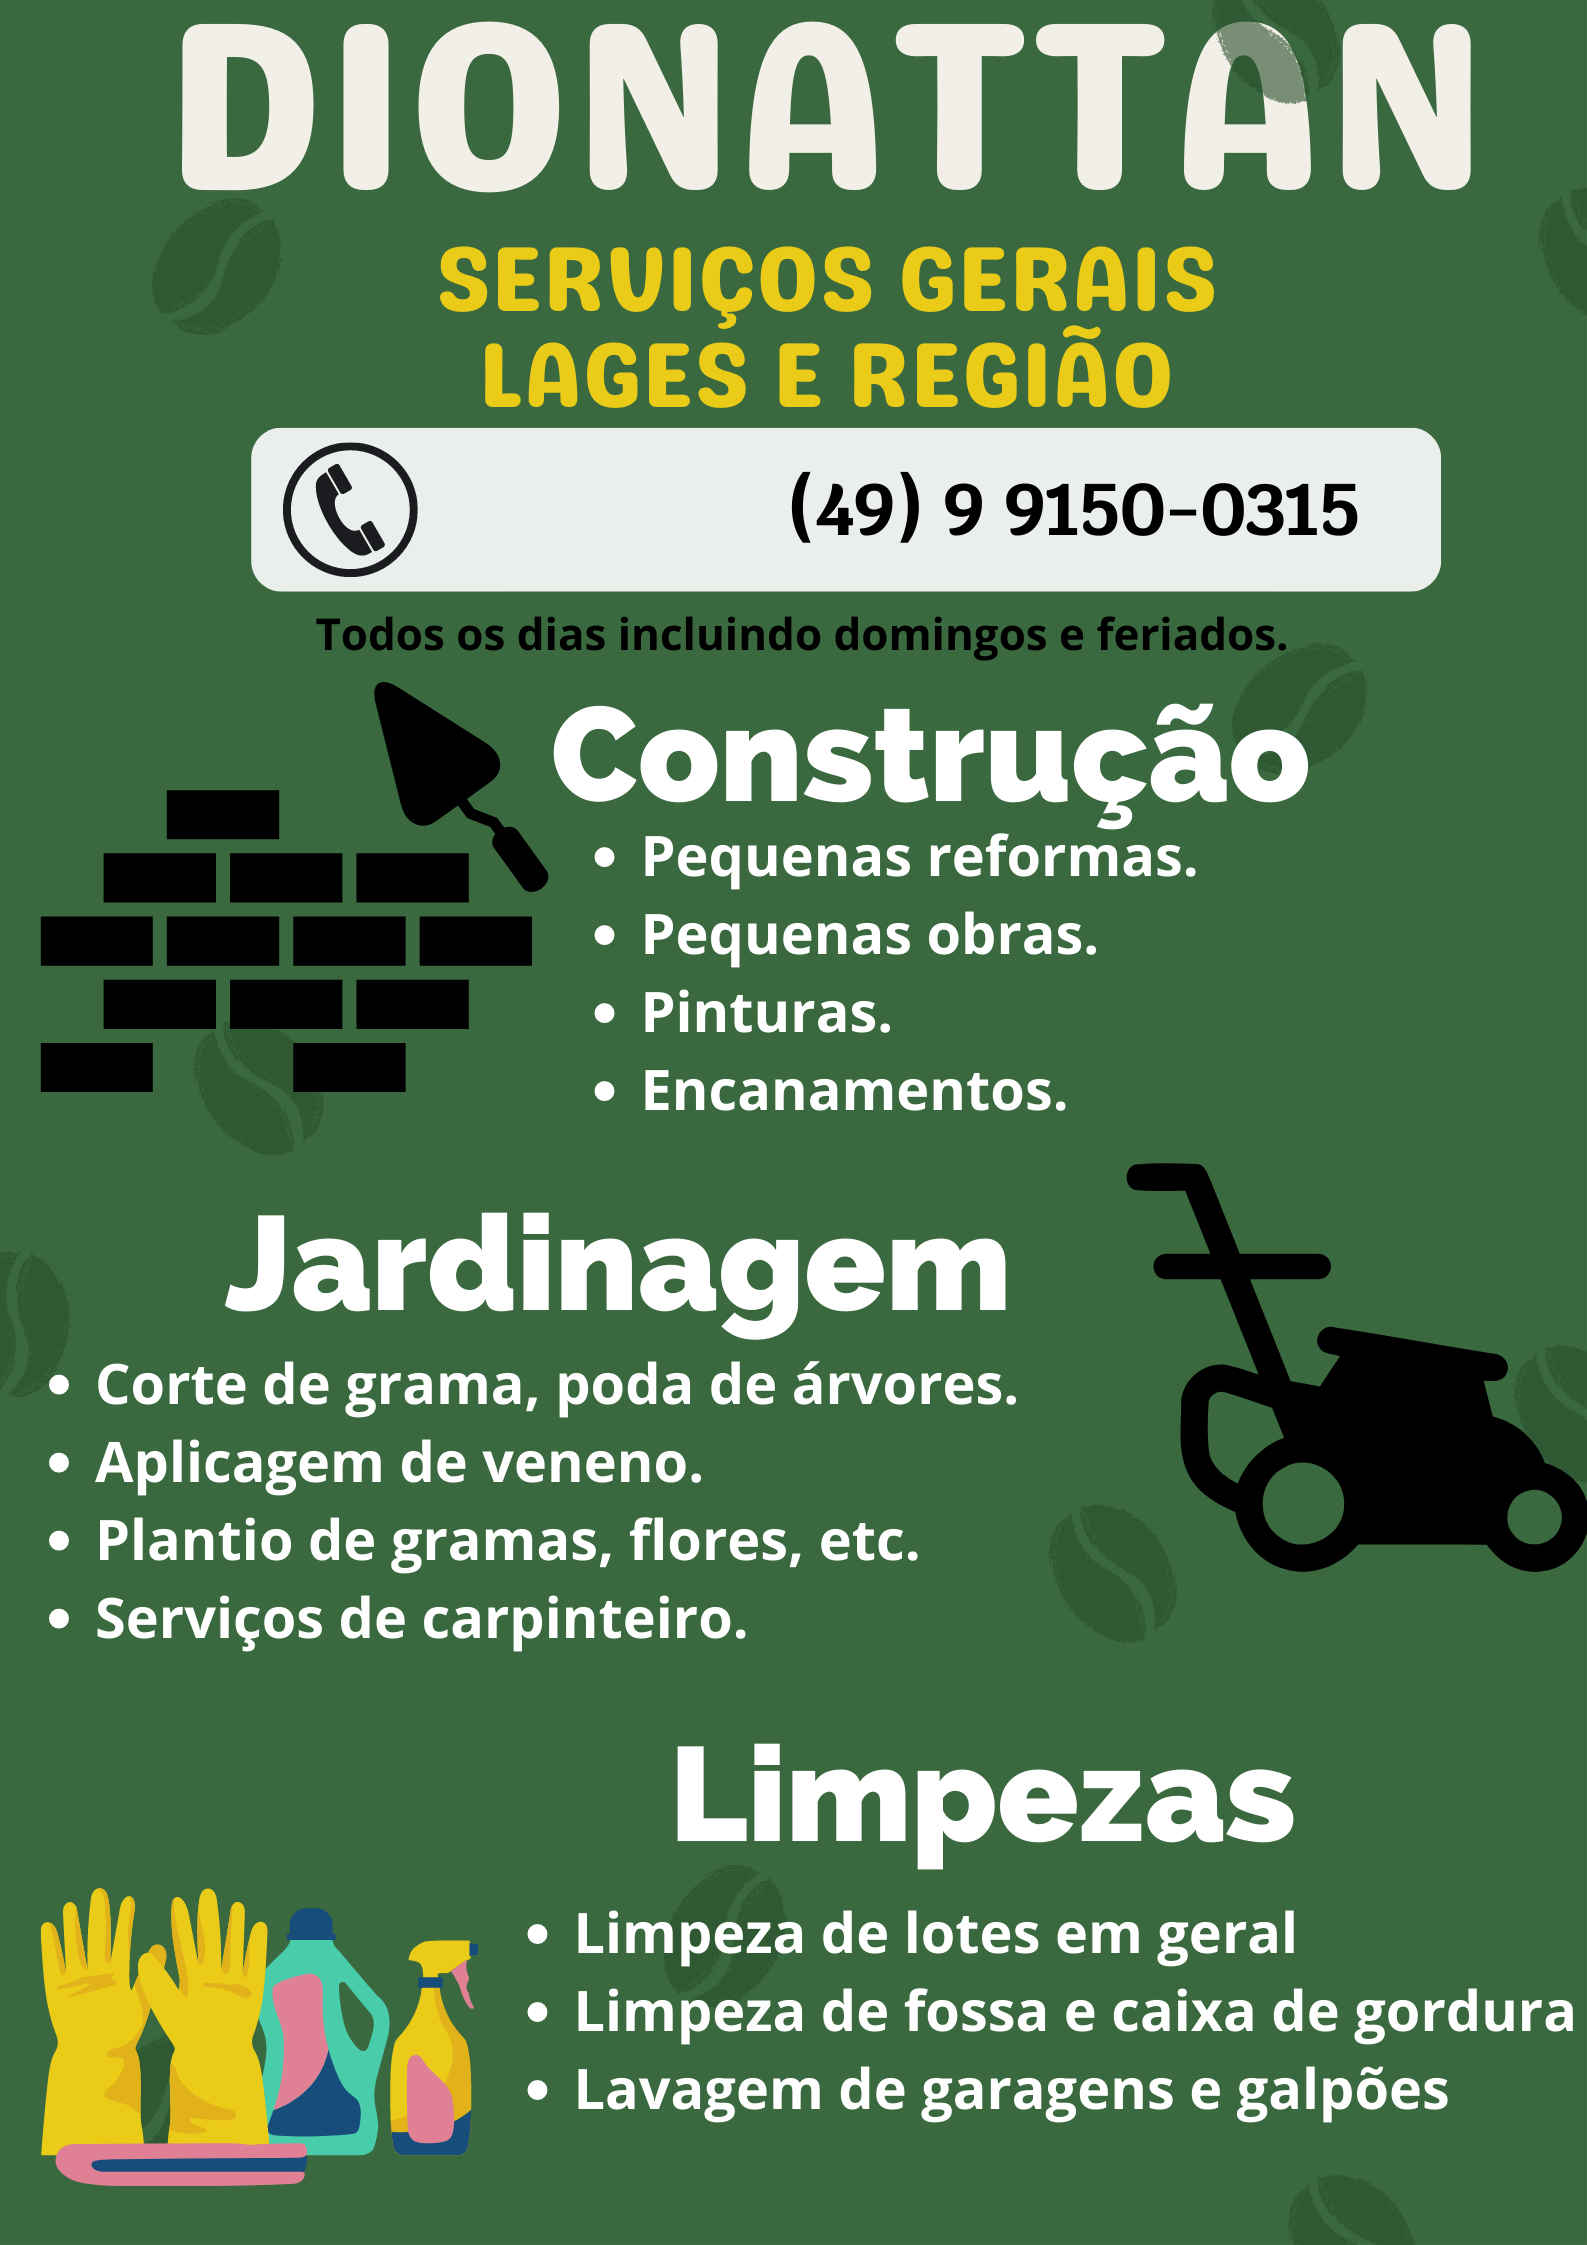 DIONATTAN
SERVIÇOS GERAIS
LAGES E REGIÃO
(49) 9 9150-0315
Todos os dias incluindo domingos e feriados.
Construção
• Pequenas reformas.
• Pequenas obras.
• Pinturas.
• Encanamentos.
Jardinagem
• Corte de grama, poda de árvores.
• Aplicagem de veneno.
• Plantio de gramas, flores, etc.
• Serviços de carpinteiro.
Limpezas
• Limpeza de lotes em geral
• Limpeza de fossa e caixa de gordura
• Lavagem de garagens e galpões